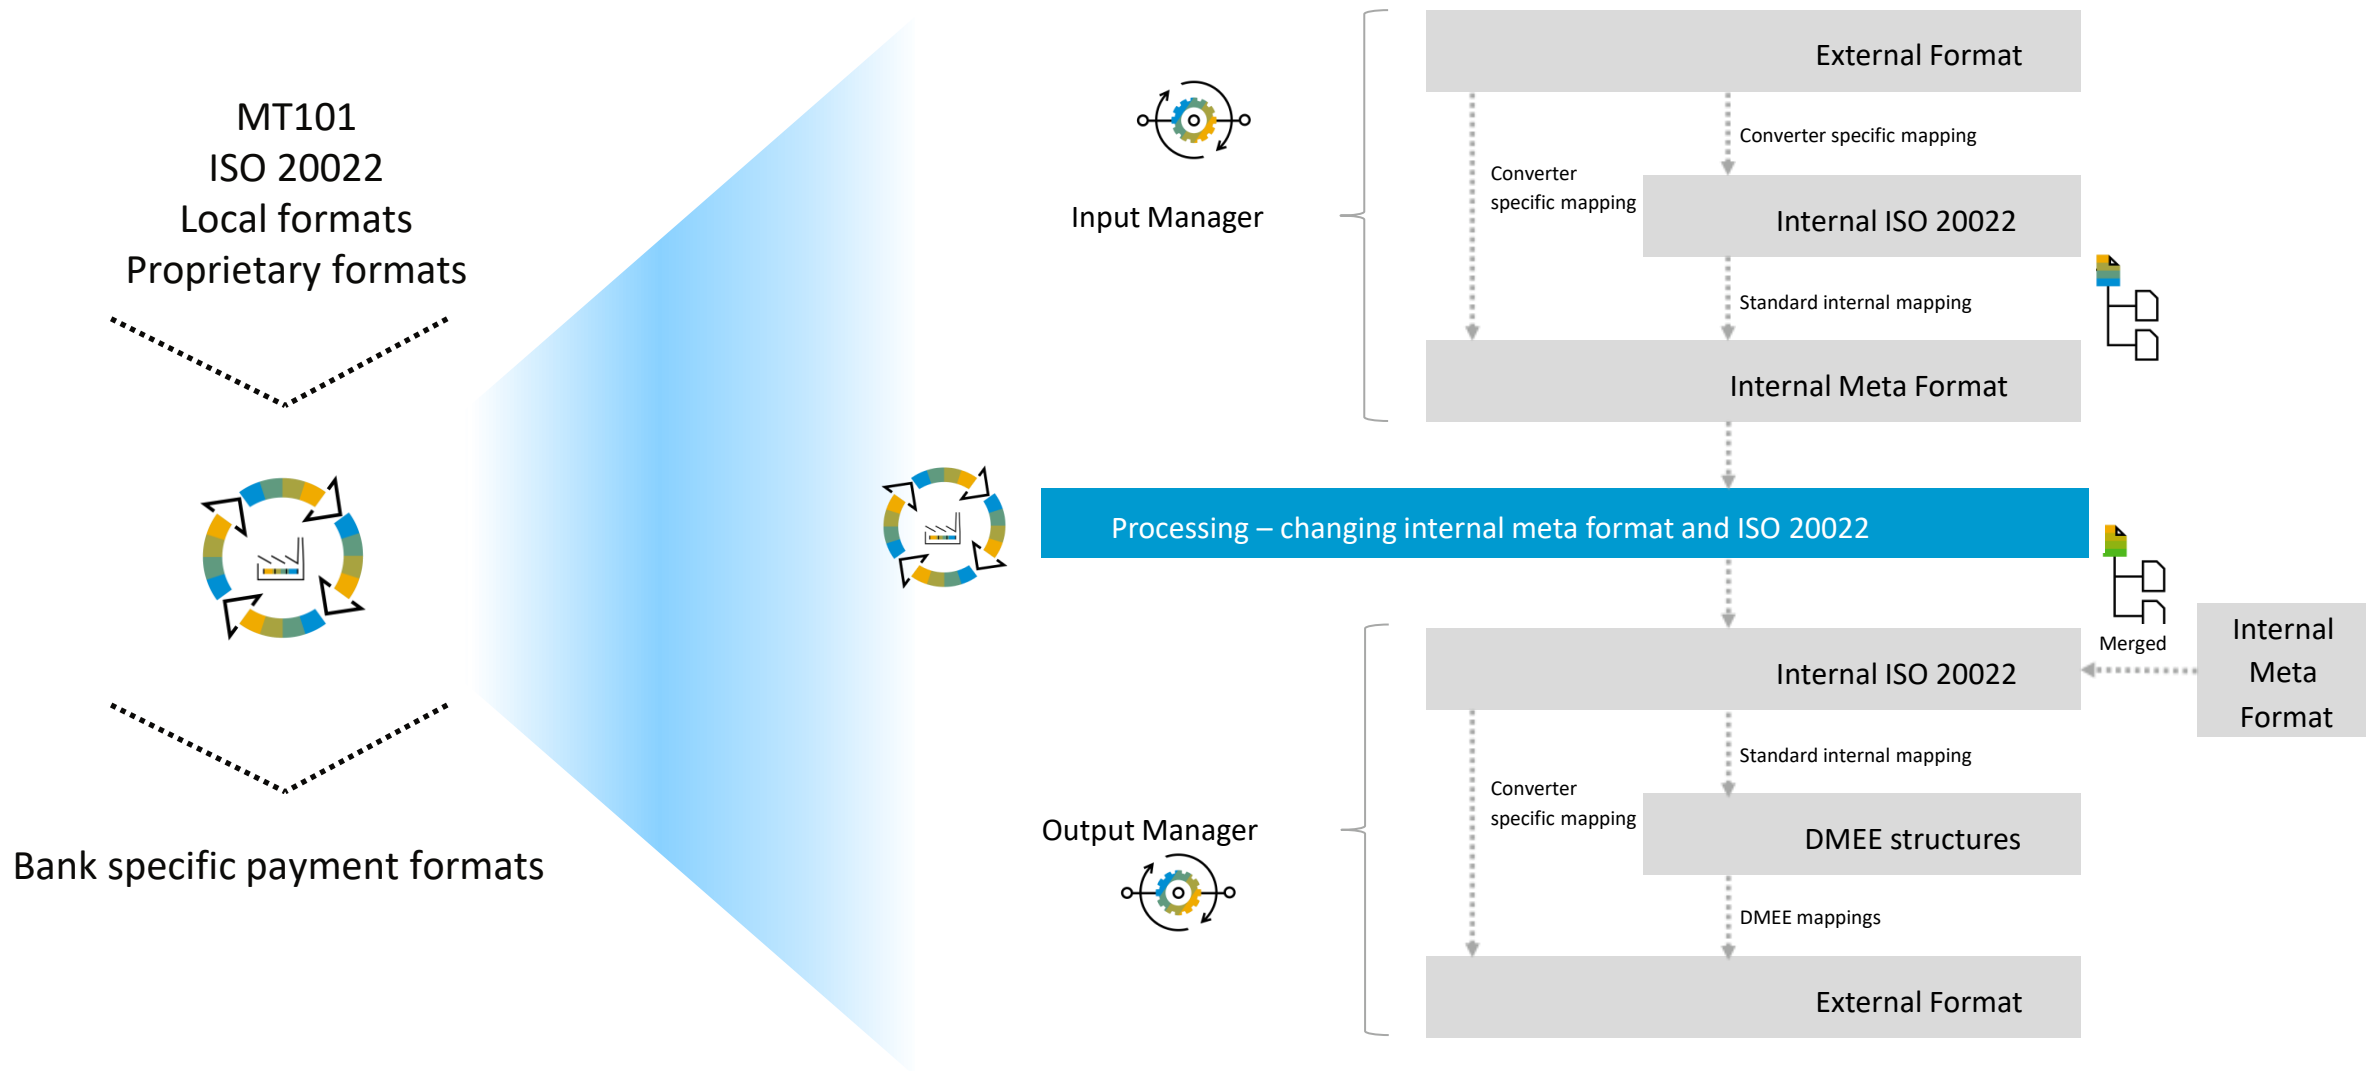 MT101
ISO 20022
Local formats
Proprietary formats
Bank specific payment formats
Input Manager
External Format
Converter specific mapping
Converter
specific mapping
Internal ISO 20022
Standard internal mapping
Internal Meta Format
Processing – changing internal meta format and ISO 20022
Merged
Internal
Meta
Format
Internal ISO 20022
Standard internal mapping
Output Manager
Converter
specific mapping
DMEE structures
DMEE mappings
External Format